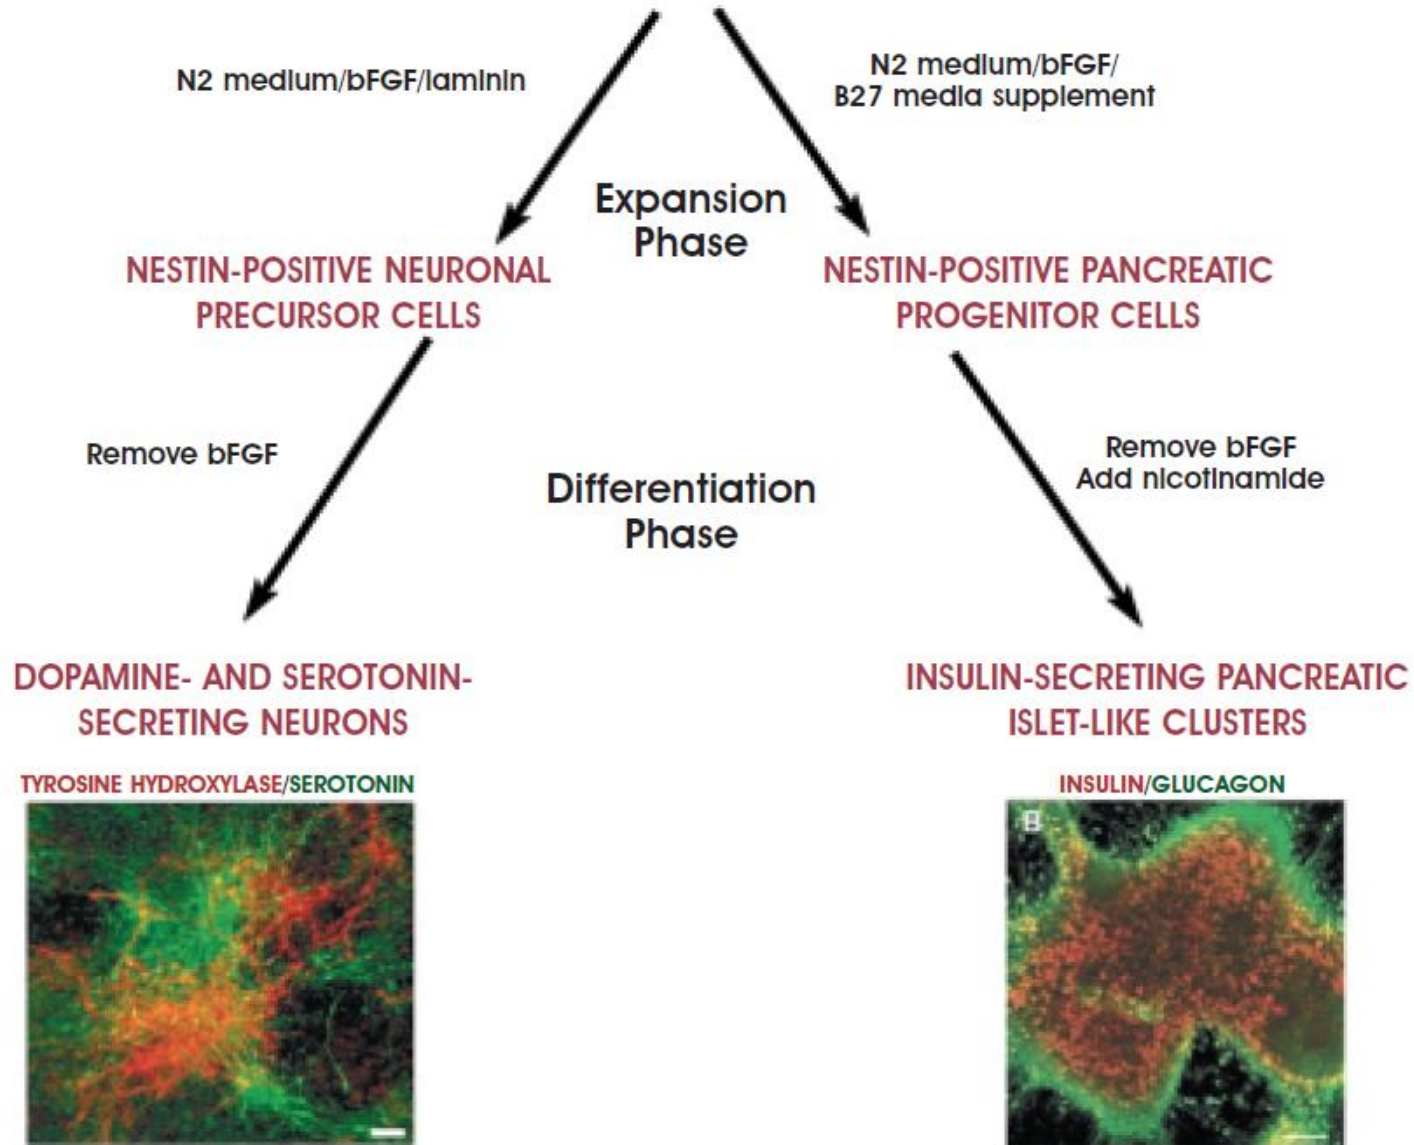 N2 medium/bFGF/laminin
N2 medium/bFGF/
B27 media supplement
Expansion
Phase
NESTIN-POSITIVE NEURONAL
PRECURSOR CELLS
NESTIN-POSITIVE PANCREATIC
PROGENITOR CELLS
Remove bFGF
Differentiation
Phase
Remove bFGF
Add nicotinamide
DOPAMINE- AND SEROTONIN-
SECRETING NEURONS
INSULIN-SECRETING PANCREATIC
ISLET-LIKE CLUSTERS
TYROSINE HYDROXYLASE/SEROTONIN
INSULIN/GLUCAGON
B